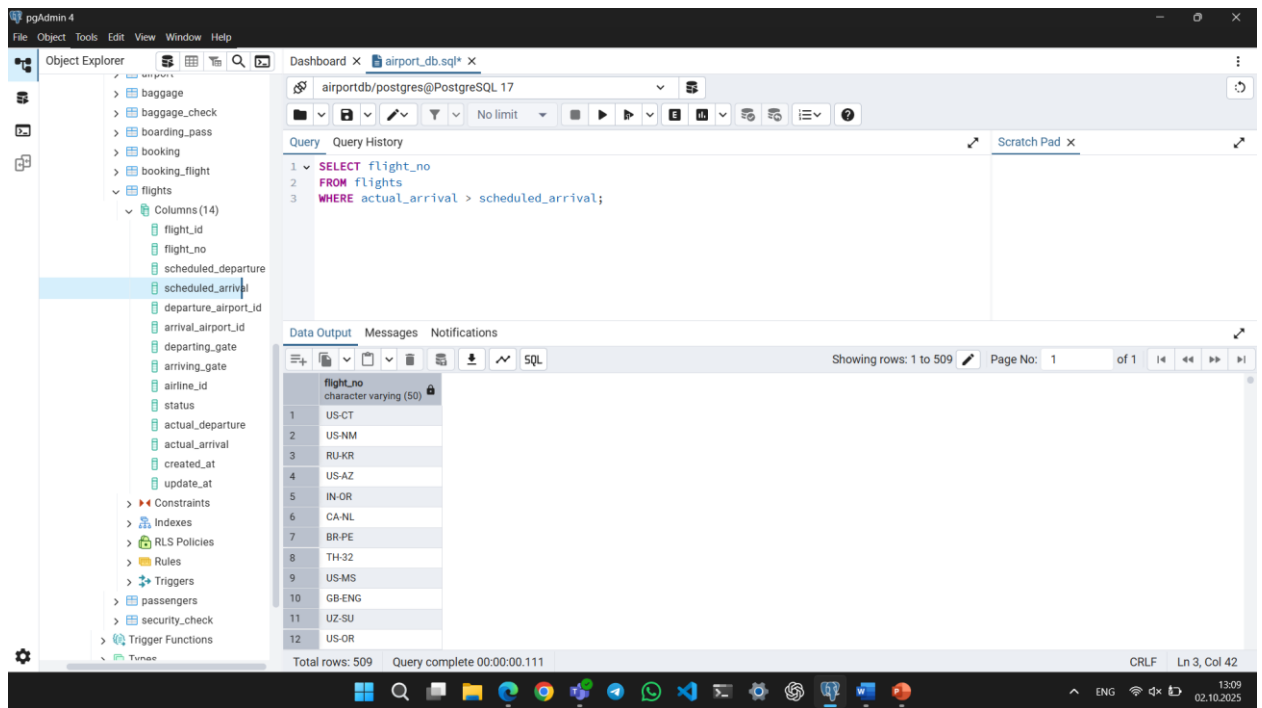 pgAdmin 4
File Object Tools Edit View Window Help
Object Explorer
Dashboard
airport_db.sql*
airport
baggage
baggage_check
boarding_pass
booking
booking_flight
flights
Columns (14)
flight_id
flight_no
scheduled_departure
scheduled_arrival
departure_airport_id
arrival_airport_id
departing_gate
arriving_gate
airline_id
status
actual_departure
actual_arrival
created_at
update_at
Constraints
Indexes
RLS Policies
Rules
Triggers
passengers
security_check
Trigger Functions
Types
airportdb/postgres@PostgreSQL 17
No limit
E
Query Query History
Scratch Pad
1 SELECT flight_no
2 FROM flights
3 WHERE actual_arrival > scheduled_arrival;
Data Output Messages Notifications
SQL
Showing rows: 1 to 509
Page No: 1 of 1
flight_no
character varying (50)
1 US-CT
2 US-NM
3 RU-KR
4 US-AZ
5 IN-OR
6 CA-NL
7 BR-PE
8 TH-32
9 US-MS
10 GB-ENG
11 UZ-SU
12 US-OR
Total rows: 509 Query complete 00:00:00.111
CRLF Ln 3, Col 42
ENG
13:09
02.10.2025